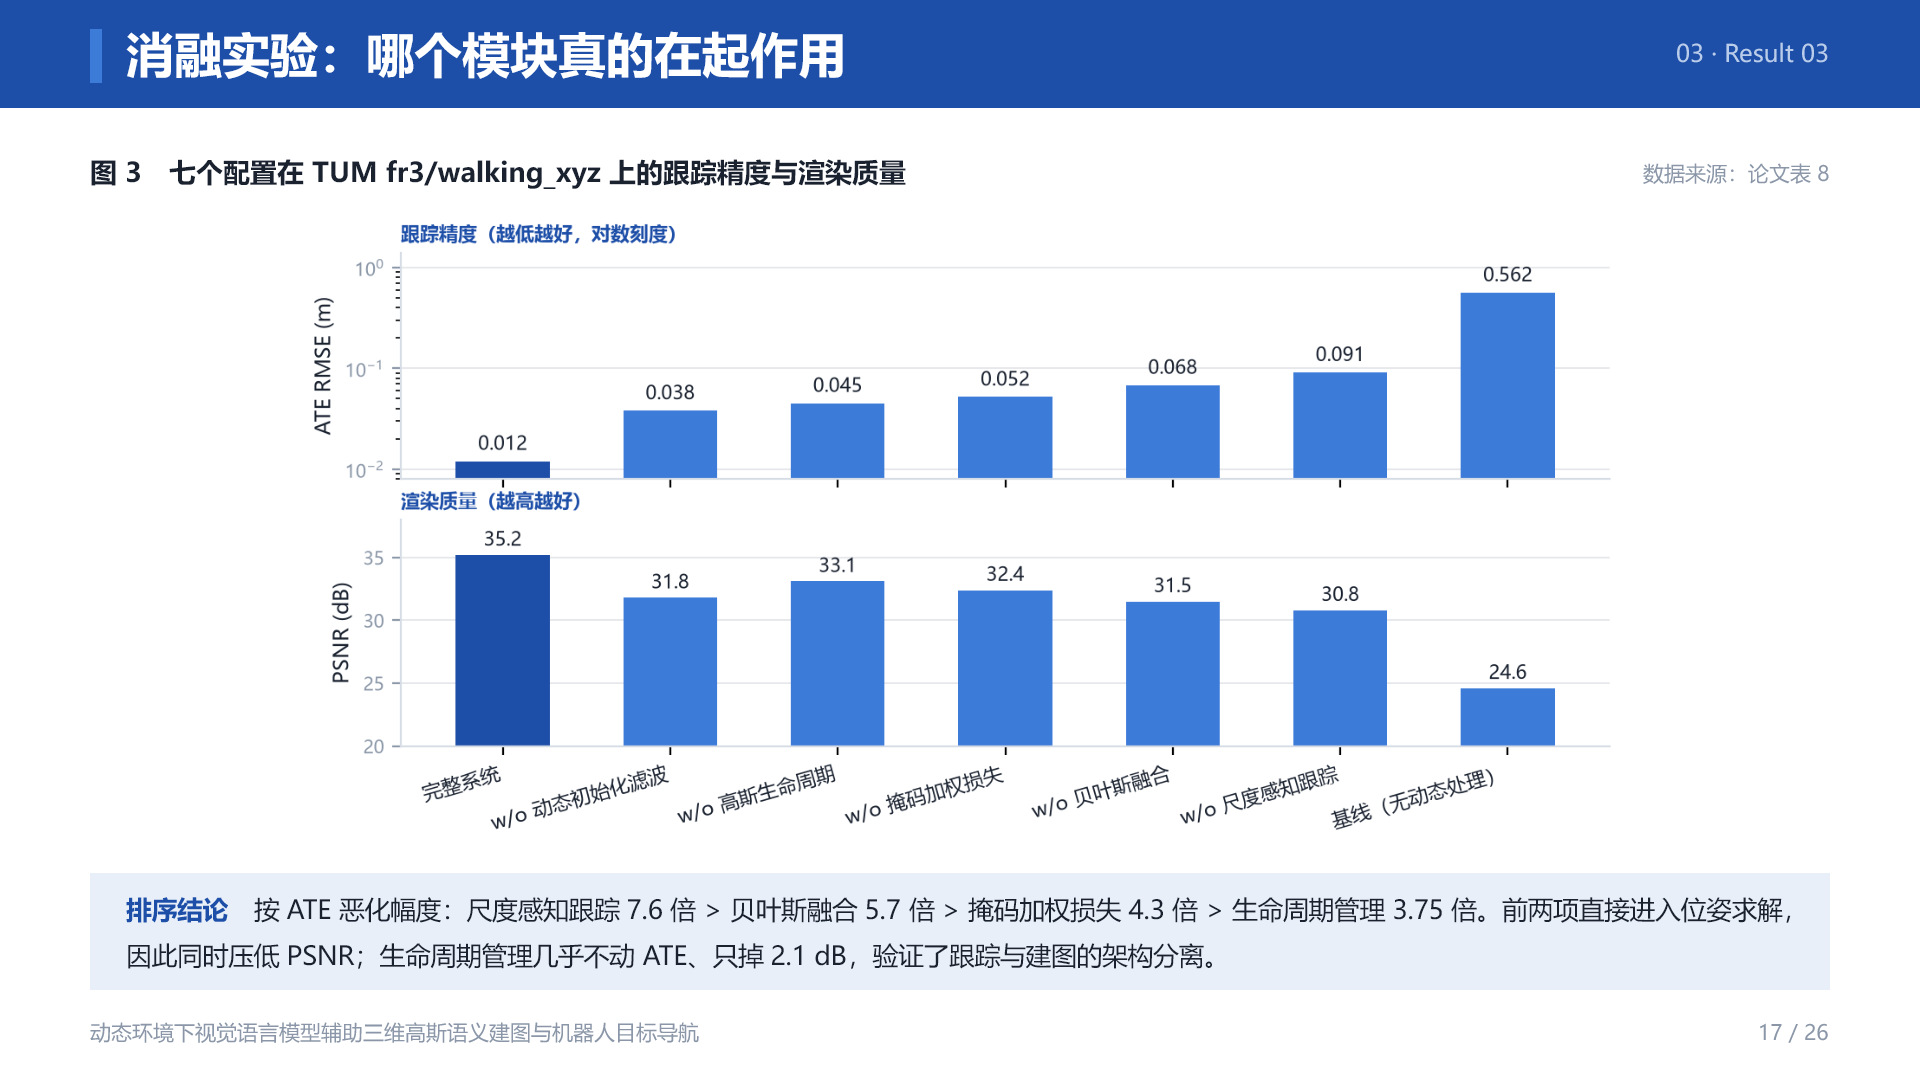 消融实验：哪个模块真的在起作用
03 · Result 03
图 3　七个配置在 TUM fr3/walking_xyz 上的跟踪精度与渲染质量
数据来源：论文表 8
跟踪精度（越低越好，对数刻度）
ATE RMSE (m)
10⁰
10⁻¹
10⁻²
0.012
0.038
0.045
0.052
0.068
0.091
0.562
渲染质量（越高越好）
PSNR (dB)
35
30
25
20
35.2
31.8
33.1
32.4
31.5
30.8
24.6
完整系统
w/o 动态初始化滤波
w/o 高斯生命周期
w/o 掩码加权损失
w/o 贝叶斯融合
w/o 尺度感知跟踪
基线（无动态处理）
排序结论　按 ATE 恶化幅度：尺度感知跟踪 7.6 倍 > 贝叶斯融合 5.7 倍 > 掩码加权损失 4.3 倍 > 生命周期管理 3.75 倍。前两项直接进入位姿求解，
因此同时压低 PSNR；生命周期管理几乎不动 ATE、只掉 2.1 dB，验证了跟踪与建图的架构分离。
动态环境下视觉语言模型辅助三维高斯语义建图与机器人目标导航
17 / 26